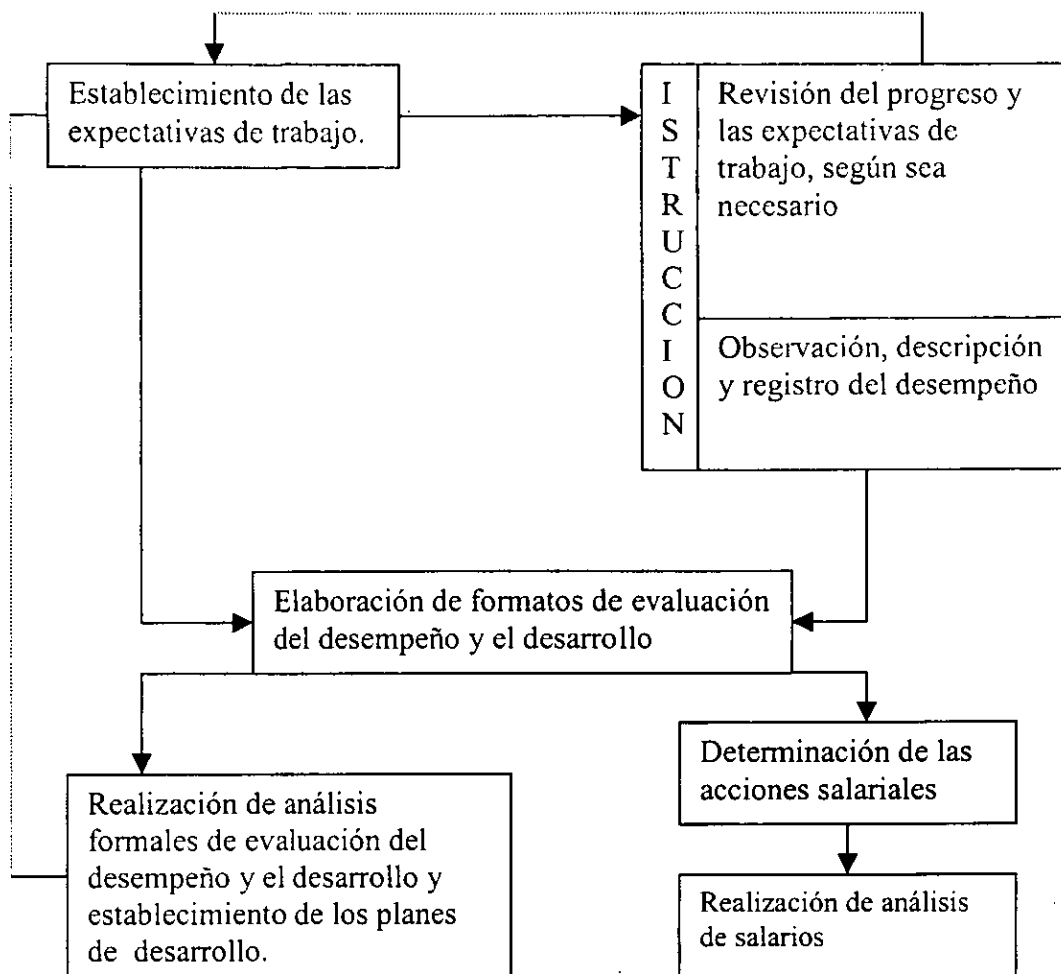 Establecimiento de las
expectativas de trabajo.
I
S
T
R
U
C
C
I
O
N
Revisión del progreso y
las expectativas de
trabajo, según sea
necesario
Observación, descripción
y registro del desempeño
Elaboración de formatos de evaluación
del desempeño y el desarrollo
Determinación de las
acciones salariales
Realización de análisis
formales de evaluación del
desempeño y el desarrollo y
establecimiento de los planes
de desarrollo.
Realización de análisis
de salarios